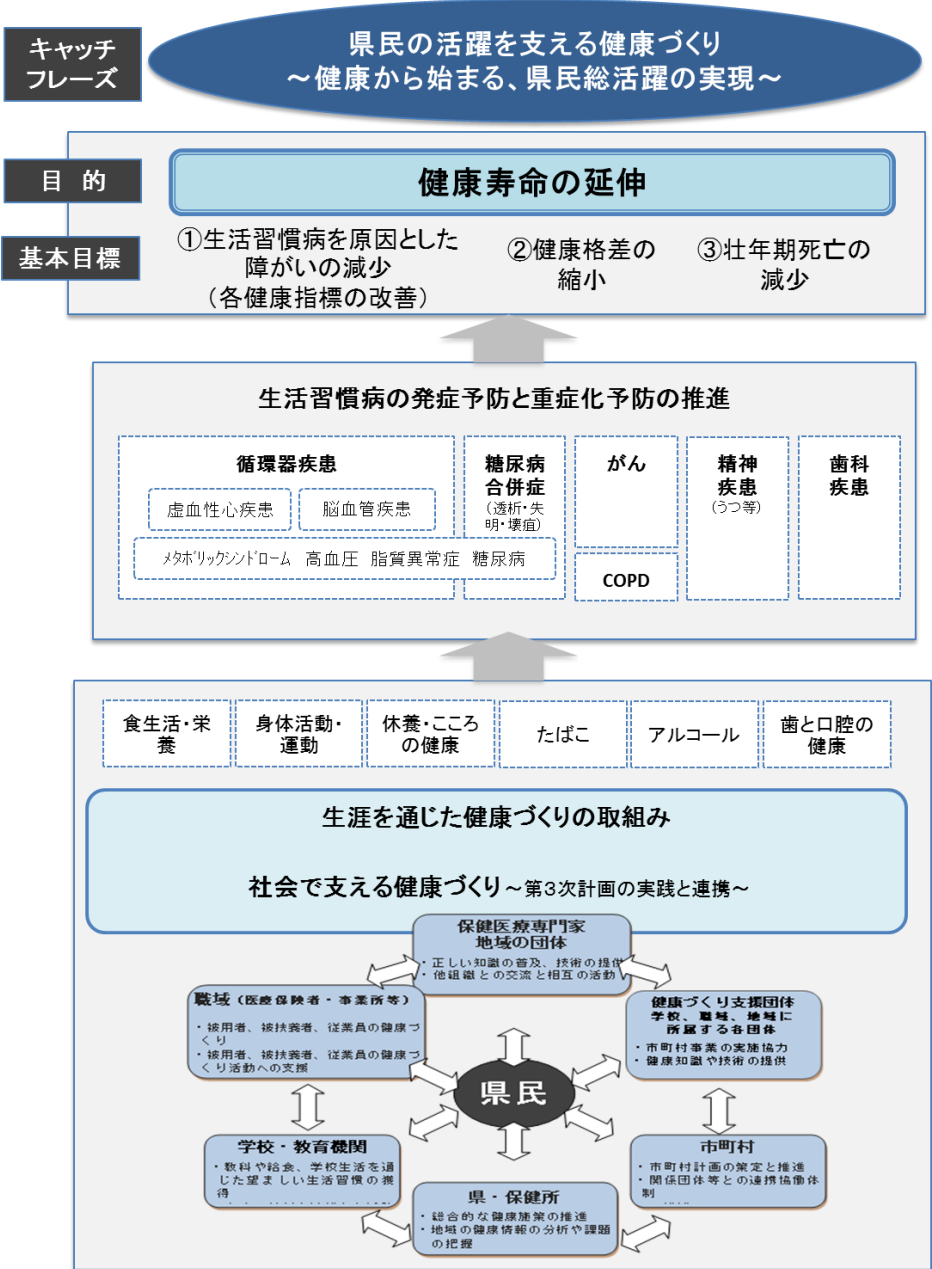 キャッチ
フレーズ
県民の活躍を支える健康づくり
～健康から始まる、県民総活躍の実現～
目 的
健康寿命の延伸
基本目標
①生活習慣病を原因とした
障がいの減少
（各健康指標の改善）
②健康格差の
縮小
③壮年期死亡の
減少
生活習慣病の発症予防と重症化予防の推進
循環器疾患
虚血性心疾患
脳血管疾患
メタボリックシンドローム 高血圧 脂質異常症 糖尿病
糖尿病
合併症
（透析・失
明・壊疽）
がん
COPD
精神
疾患
（うつ等）
歯科
疾患
食生活・栄
養
身体活動・
運動
休養・こころ
の健康
たばこ
アルコール
歯と口腔の
健康
生涯を通じた健康づくりの取組み
社会で支える健康づくり～第３次計画の実践と連携～
保健医療専門家
地域の団体
・正しい知識の普及、技術の提供
・他組織との交流と相互の活動
職域（医療保険者・事業所等）
・被用者、被扶養者、従業員の健康づ
くり
・被用者、被扶養者、従業員の健康づ
くり活動への支援
健康づくり支援団体
学校、職域、地域に
所属する各団体
・市町村事業の実施協力
・健康知識や技術の提供
県民
学校・教育機関
・教科や給食、学校生活を通
じた望ましい生活習慣の獲
得
市町村
・市町村計画の策定と推進
・関係団体等との連携協働体
制
県・保健所
・総合的な健康施策の推進
・地域の健康情報の分析や課題
の把握